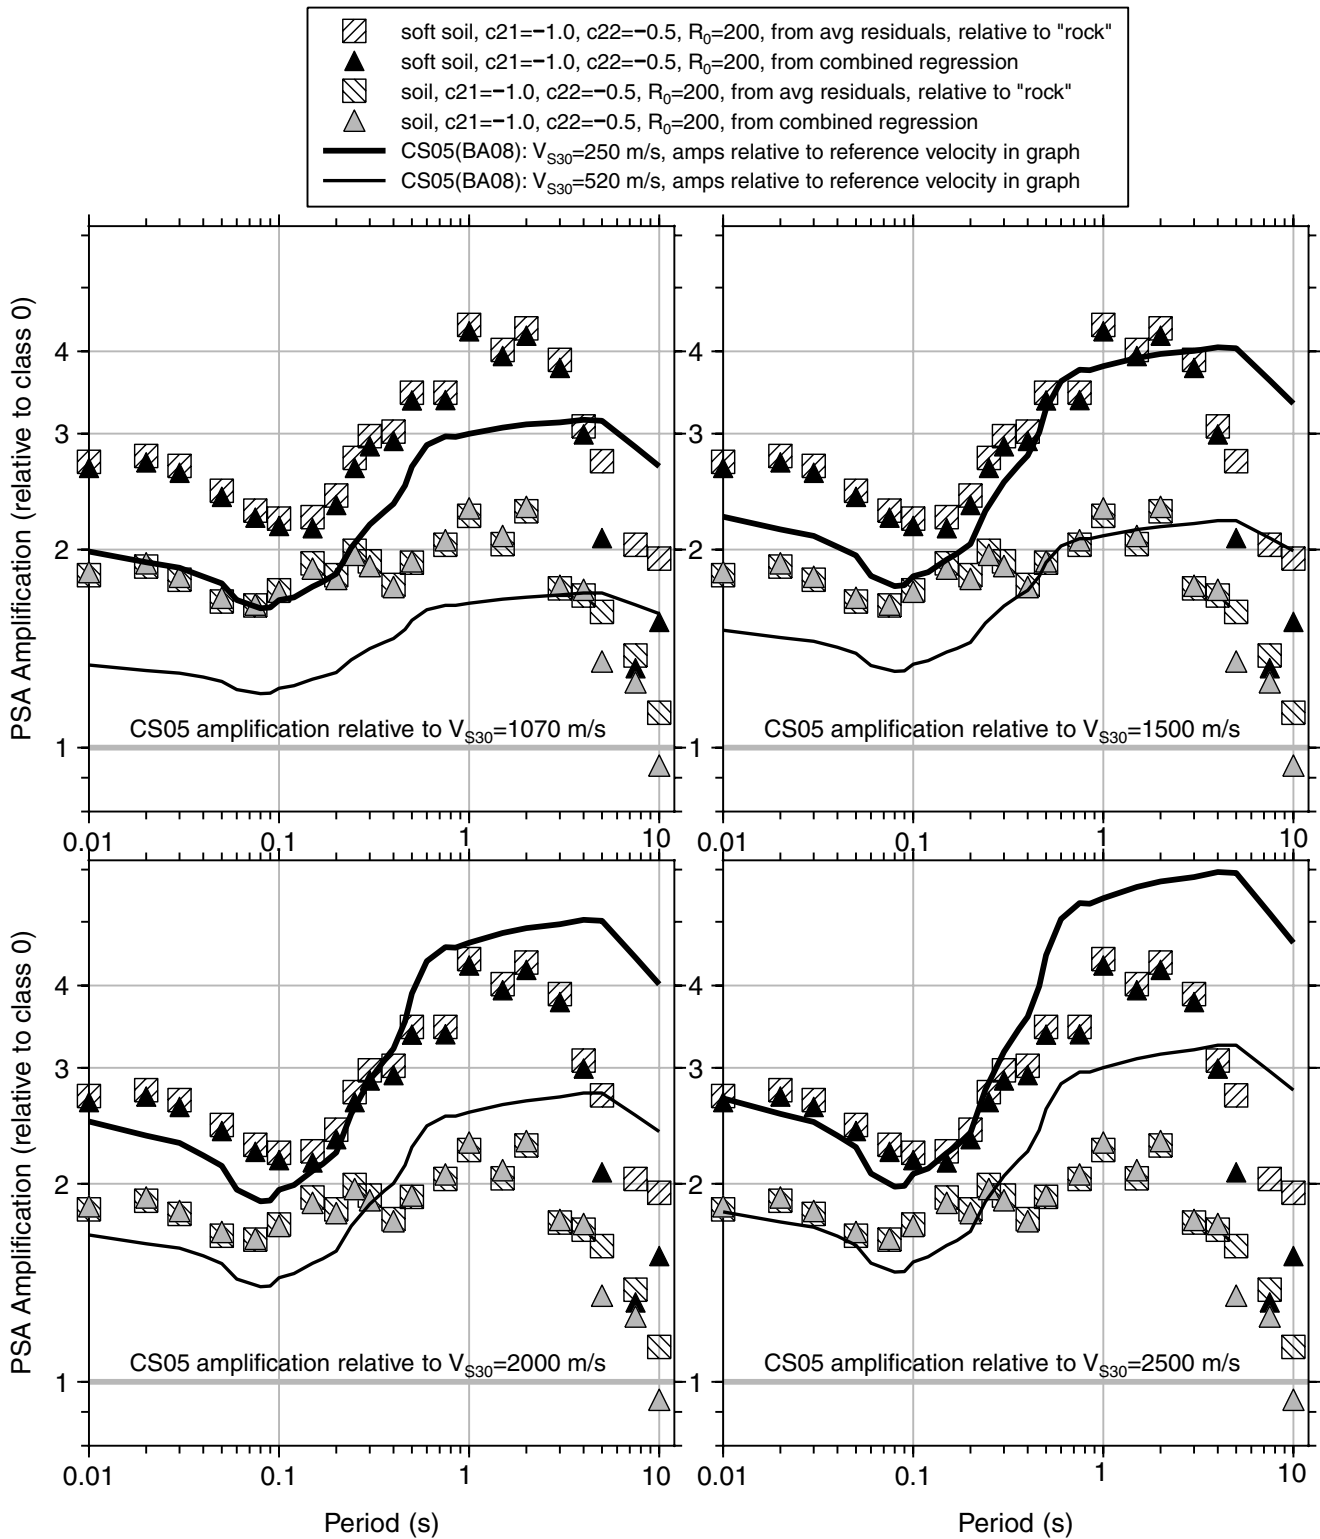 soft soil, c21=−1.0, c22=−0.5, R₀=200, from avg residuals, relative to "rock"
soft soil, c21=−1.0, c22=−0.5, R₀=200, from combined regression
soil, c21=−1.0, c22=−0.5, R₀=200, from avg residuals, relative to "rock"
soil, c21=−1.0, c22=−0.5, R₀=200, from combined regression
CS05(BA08): V_S30=250 m/s, amps relative to reference velocity in graph
CS05(BA08): V_S30=520 m/s, amps relative to reference velocity in graph
PSA Amplification (relative to class 0)
4
3
2
1
CS05 amplification relative to V_S30=1070 m/s
0.01
0.1
1
10
4
3
2
1
CS05 amplification relative to V_S30=1500 m/s
0.01
0.1
1
10
PSA Amplification (relative to class 0)
4
3
2
1
CS05 amplification relative to V_S30=2000 m/s
0.01
0.1
1
10
Period (s)
4
3
2
1
CS05 amplification relative to V_S30=2500 m/s
0.01
0.1
1
10
Period (s)